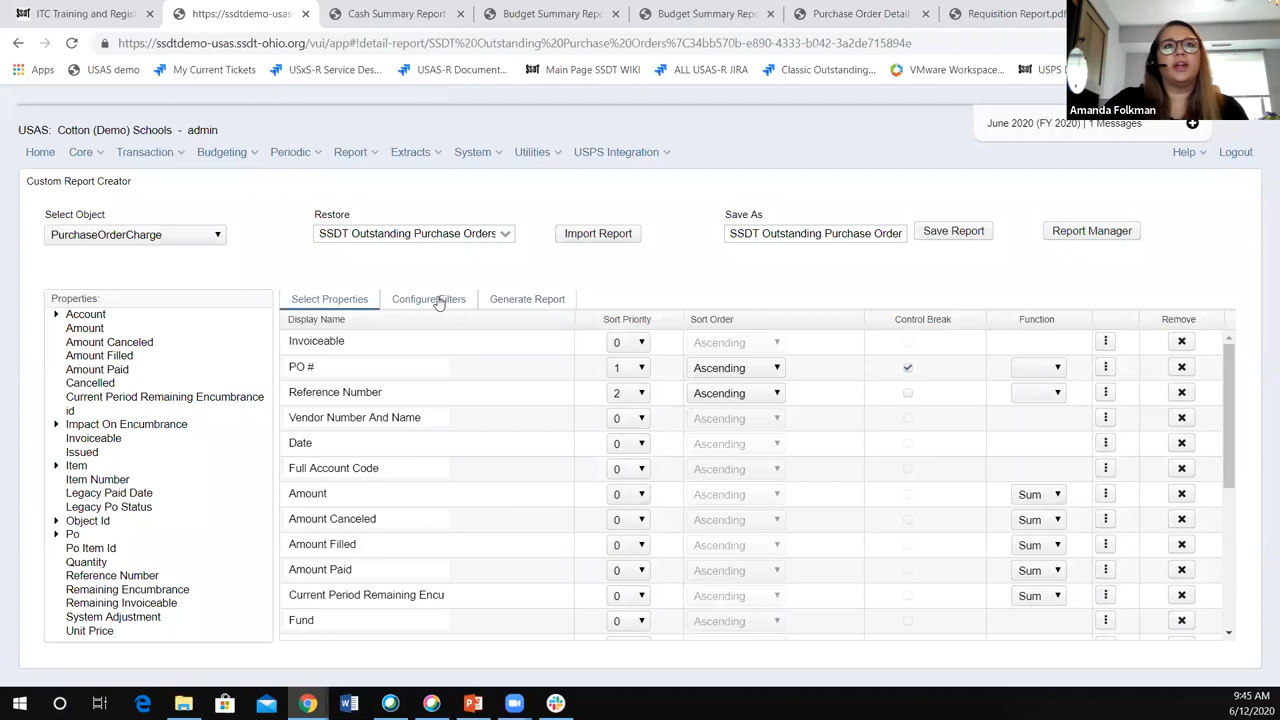 ITC Training and Regist × https://ssdtdemo-usas × Cash Summary Report × Budget Summary Rep × Budget Summary Rep × Purchase Order Detail × Requisition Report.pdf
https://ssdtdemo-usas.ssdt-ohio.org/vui/app#!detail-report/SSDT%20Outstanding%20Purchase%20Orders%7C34bb570b-e890-4333-b042-3a2de715894e
Apps USAS demo My Current Tickets USxS-R Service Des... USAS-R Document... SSDT Main Page SSDT WIKI ALL USAS-R JIRA Classic Outstanding... VMware Workspace... SSDT USPS
Amanda Folkman
June 2020 (FY 2020) | 1 Messages
USAS: Cotton (Demo) Schools - admin
Home Core Transaction Budgeting Periodic Report Extracts System Utilities USPS Integration Help Logout
Custom Report Creator
Select Object Restore Save As
PurchaseOrderCharge SSDT Outstanding Purchase Orders Import Report SSDT Outstanding Purchase Order Save Report Report Manager
Properties: Select Properties Configure Filters Generate Report
Display Name Sort Priority Sort Order Control Break Function Remove
Account
Amount
Amount Canceled
Amount Filled
Amount Paid
Cancelled
Current Period Remaining Encumbrance
id
Impact On Encumbrance
Invoiceable
Issued
Item
Item Number
Legacy Paid Date
Legacy Po Status
Object Id
Po
Po Item Id
Quantity
Reference Number
Remaining Encumbrance
Remaining Invoiceable
System Adjustment
Unit Price
Invoiceable 0 Ascending
PO # 1 Ascending
Reference Number 2 Ascending
Vendor Number And Name 0 Ascending
Date 0 Ascending
Full Account Code 0 Ascending
Amount 0 Ascending Sum
Amount Canceled 0 Ascending Sum
Amount Filled 0 Ascending Sum
Amount Paid 0 Ascending Sum
Current Period Remaining Encu 0 Ascending Sum
Fund 0 Ascending
9:45 AM
6/12/2020